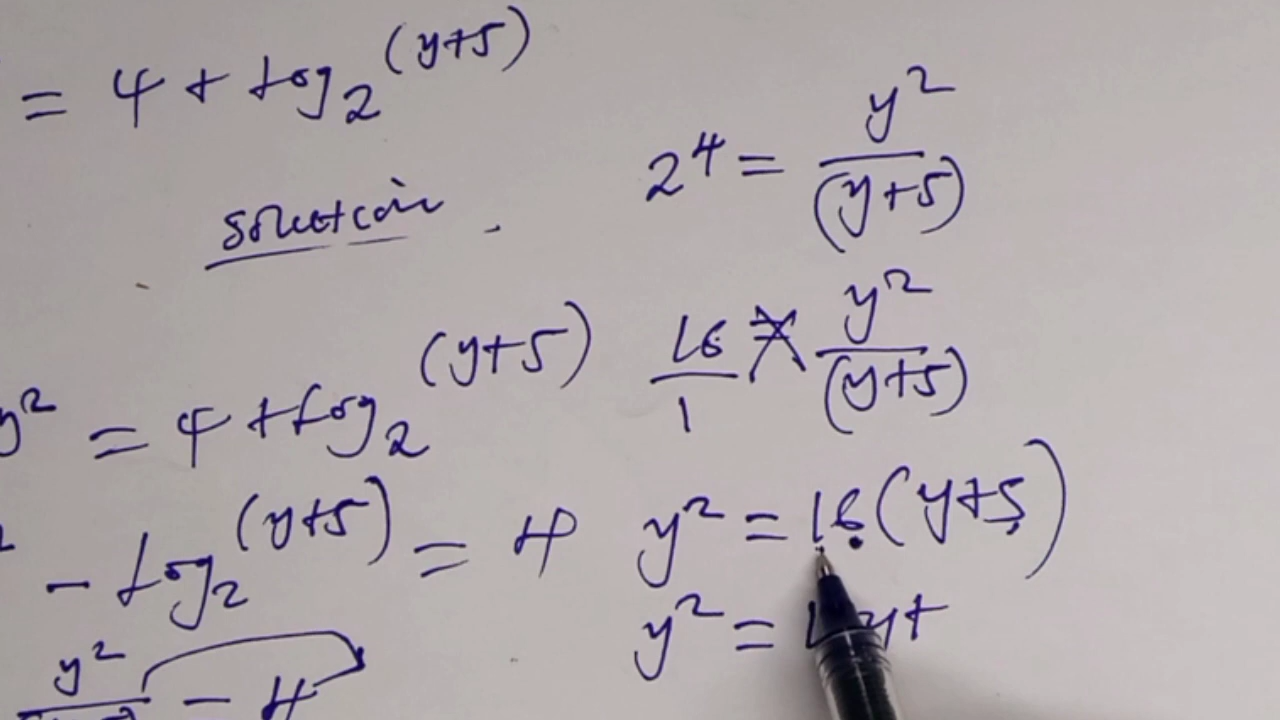 = 4 + log₂(y+5)
solution.
y² = 4 + log₂(y+5)
- log₂(y+5) = 4
y²
- 4
2⁴ = y²/(y+5)
16/1 = y²/(y+5)
y² = 16(y+5)
y² = y+